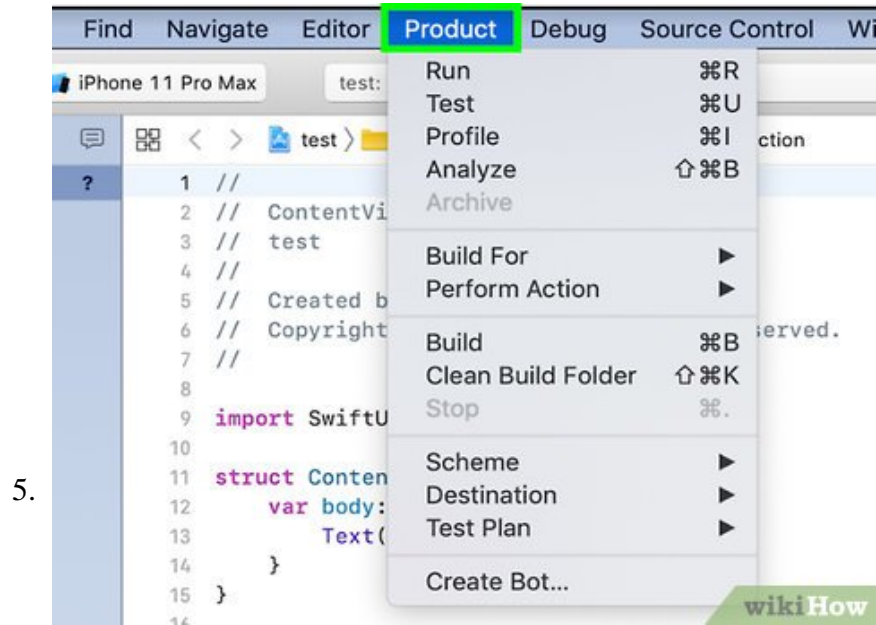 Find Navigate Editor Product Debug Source Control Wi
iPhone 11 Pro Max test:
test ction
Run ⌘R
Test ⌘U
Profile ⌘I
Analyze ⇧⌘B
Archive
Build For ▶
Perform Action ▶
Build ⌘B
Clean Build Folder ⇧⌘K
Stop ⌘.
Scheme ▶
Destination ▶
Test Plan ▶
Create Bot...
?
1 //
2 // ContentVi
3 // test
4 //
5 // Created b
6 // Copyright served.
7 //
8
9 import SwiftU
10
11 struct Conten
12 var body:
13 Text(
14 }
15 }
16
5.
wikiHow